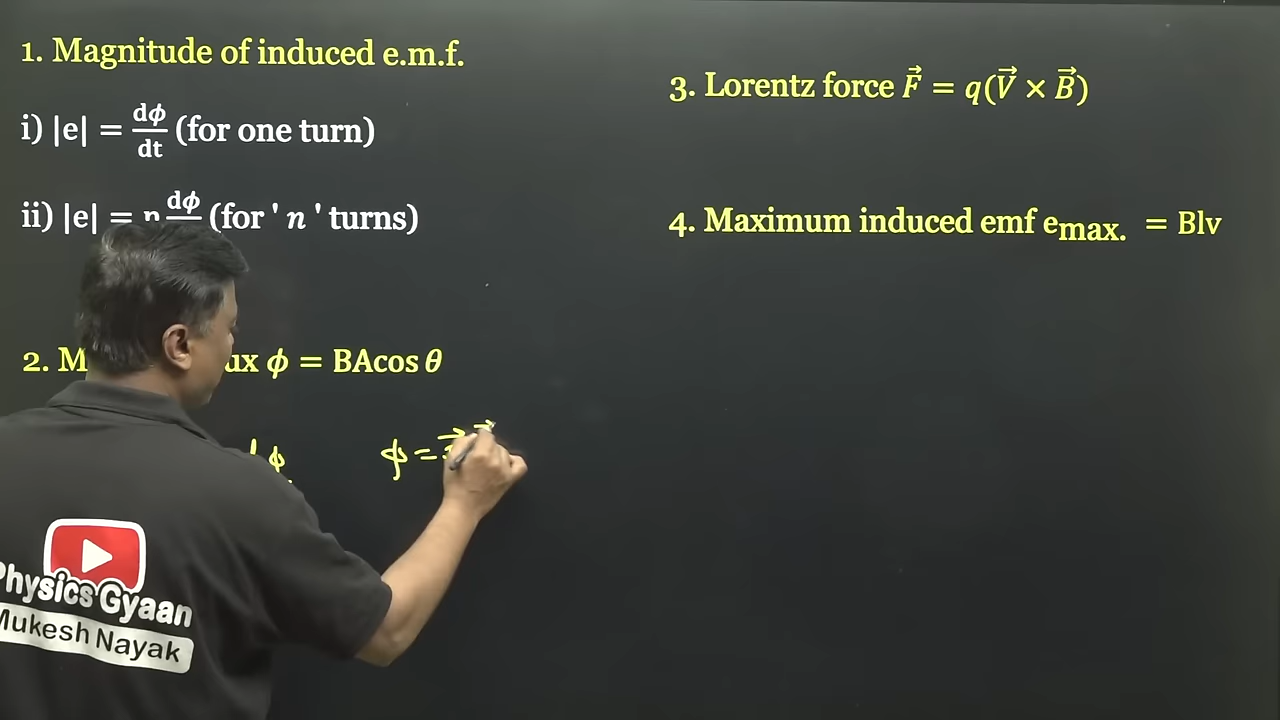 1. Magnitude of induced e.m.f.
i) |e| = dϕ/dt (for one turn)
ii) |e| = n dϕ (for ' n ' turns)
2. M ux ϕ = BAcos θ
ϕ ϕ =
3. Lorentz force F⃗ = q(V⃗ × B⃗)
4. Maximum induced emf emax. = Blv
Physics Gyaan
Mukesh Nayak